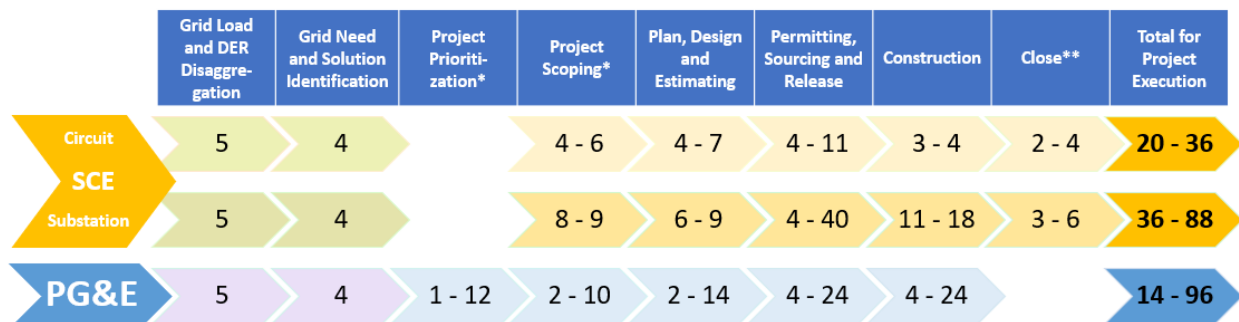 Grid Load
and DER
Disaggre-
gation
Grid Need
and Solution
Identification
Project
Prioriti-
zation*
Project
Scoping*
Plan, Design
and
Estimating
Permitting,
Sourcing and
Release
Construction
Close**
Total for
Project
Execution
Circuit
5
4
4 - 6
4 - 7
4 - 11
3 - 4
2 - 4
20 - 36
SCE
Substation
5
4
8 - 9
6 - 9
4 - 40
11 - 18
3 - 6
36 - 88
PG&E
5
4
1 - 12
2 - 10
2 - 14
4 - 24
4 - 24
14 - 96